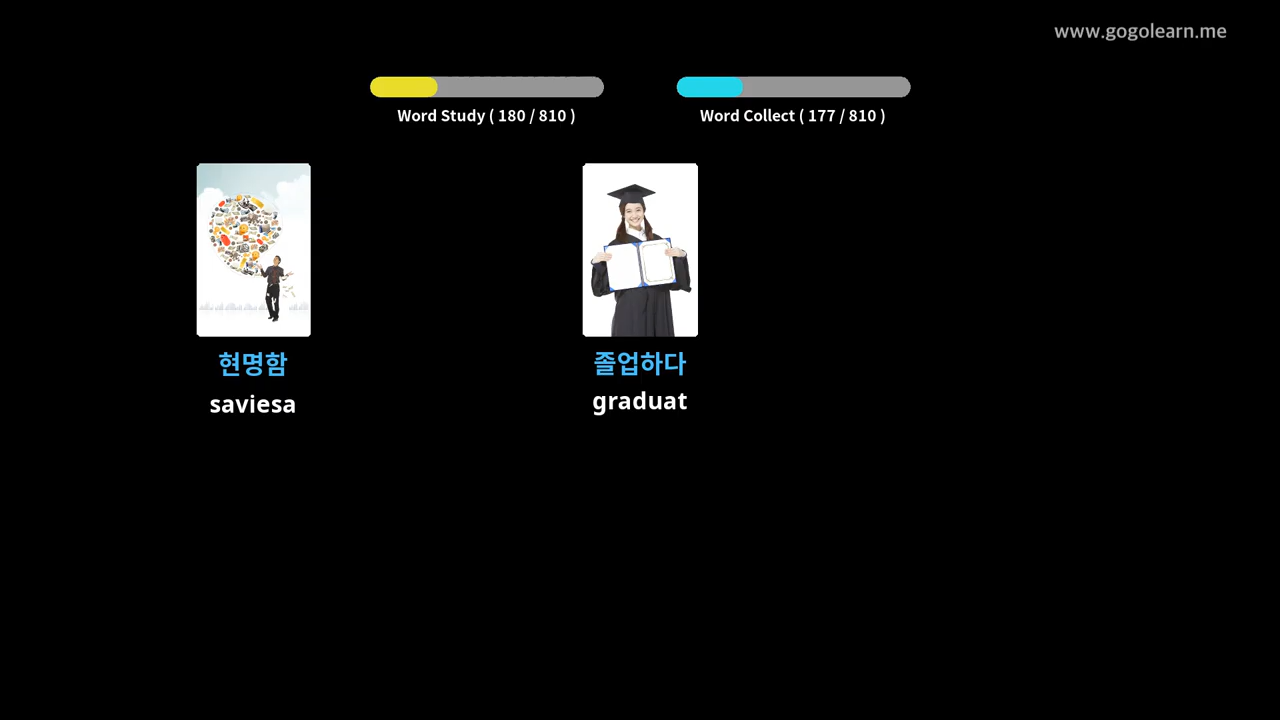 www.gogolearn.me
Word Study ( 180 / 810 )
Word Collect ( 177 / 810 )
현명함
saviesa
졸업하다
graduat